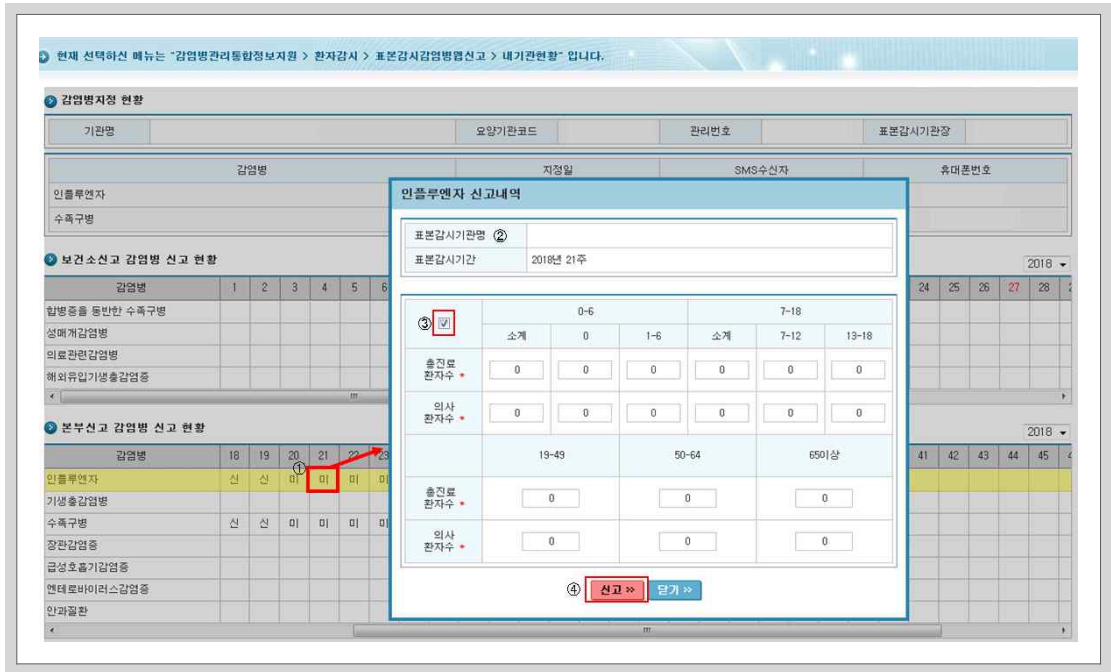 현재 선택하신 메뉴는 "감염병관리통합정보지원 > 환자감시 > 표본감시감염병웹신고 > 내기관현황" 입니다.
감염병지정 현황
기관명 요양기관코드 관리번호 표본감시기관장
감염병 지정일 SMS수신자 휴대폰번호
인플루엔자
수족구병
보건소신고 감염병 신고 현황
2018
감염병 1 2 3 4 5 6 24 25 26 27 28
합병증을 동반한 수족구병
성매개감염병
의료관련감염병
해외유입기생충감염증
본부신고 감염병 신고 현황
2018
감염병 18 19 20 21 22 23 41 42 43 44 45
①
인플루엔자 신 신 미 미 미 미
기생충감염병
수족구병 신 신 미 미 미 미
장관감염증
급성호흡기감염증
엔테로바이러스감염증
안과질환
인플루엔자 신고내역
표본감시기관명 ②
표본감시기간 2018년 21주
③ 0-6 7-18
소계 0 1-6 소계 7-12 13-18
총진료
환자수 * 0 0 0 0 0 0
의사
환자수 * 0 0 0 0 0 0
19-49 50-64 65이상
총진료
환자수 * 0 0 0
의사
환자수 * 0 0 0
④ 신고 » 닫기 »